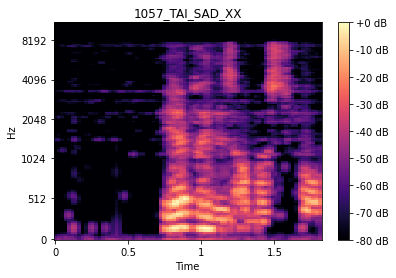 1057_TAI_SAD_XX
+0 dB
8192
-10 dB
4096
-20 dB
-30 dB
2048
Hz
-40 dB
1024
-50 dB
512
-60 dB
-70 dB
0
-80 dB
0 0.5 1 1.5
Time